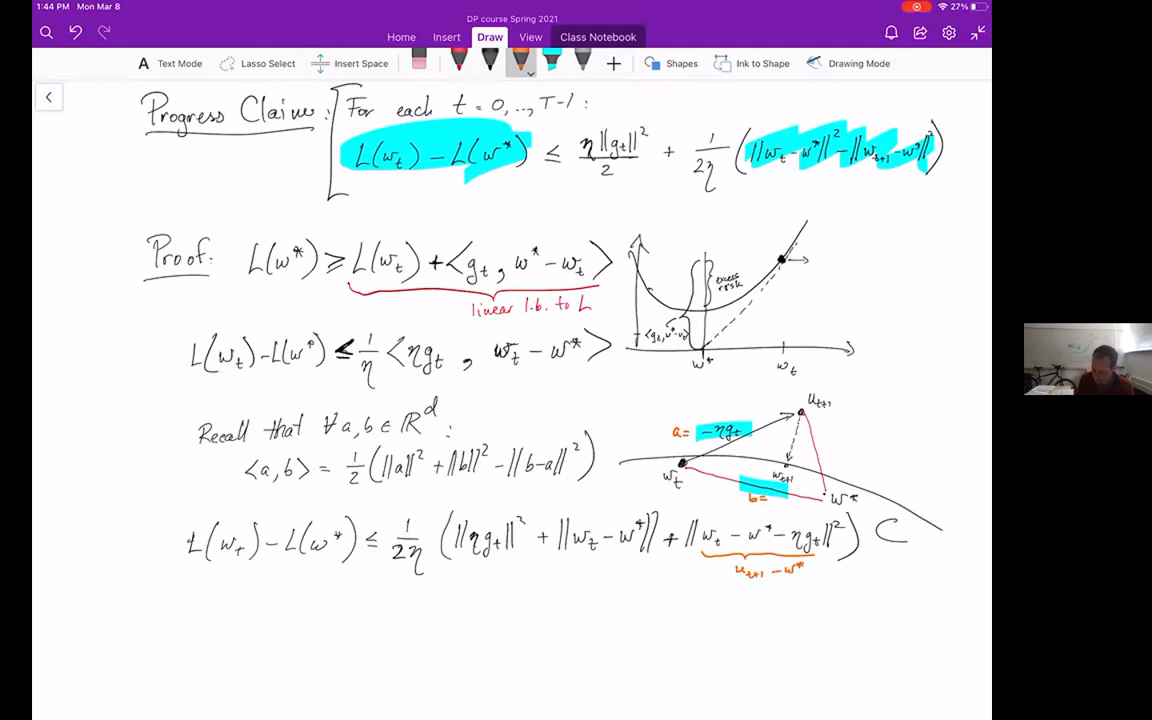 1:44 PM Mon Mar 8
27%
DP course Spring 2021
Home Insert Draw View Class Notebook
Text Mode Lasso Select Insert Space Shapes Ink to Shape Drawing Mode
Progress Claim: For each t = 0, .., T-1 :
L(w_t) - L(w*) ≤ η||g_t||²/2 + 1/2η (||w_t - w*||² - ||w_{t+1} - w*||²)
Proof: L(w*) ≥ L(w_t) + <g_t, w* - w_t>
linear l.b. to L
excess risk
<g_t, w* - w_t>
w* w_t
L(w_t) - L(w*) ≤ 1/η <ηg_t, w_t - w*>
Recall that ∀ a, b ∈ ℝ^d :
<a, b> = 1/2 (||a||² + ||b||² - ||b-a||²)
u_{t+1}
a= -ηg_t
w_t w_{t+1}
b= w*
L(w_t) - L(w*) ≤ 1/2η (||ηg_t||² + ||w_t - w*||² + ||w_t - w* - ηg_t||²) C
u_{t+1} - w*